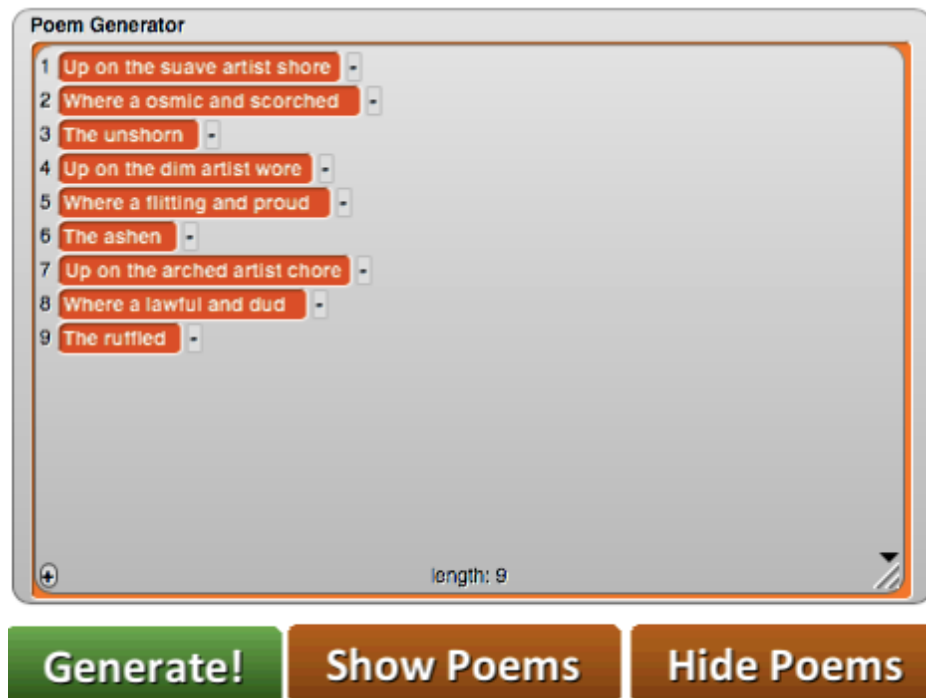 Poem Generator
1 Up on the suave artist shore -
2 Where a osmic and scorched -
3 The unshorn -
4 Up on the dim artist wore -
5 Where a flitting and proud -
6 The ashen -
7 Up on the arched artist chore -
8 Where a lawful and dud -
9 The ruffled -
+ length: 9
Generate! Show Poems Hide Poems